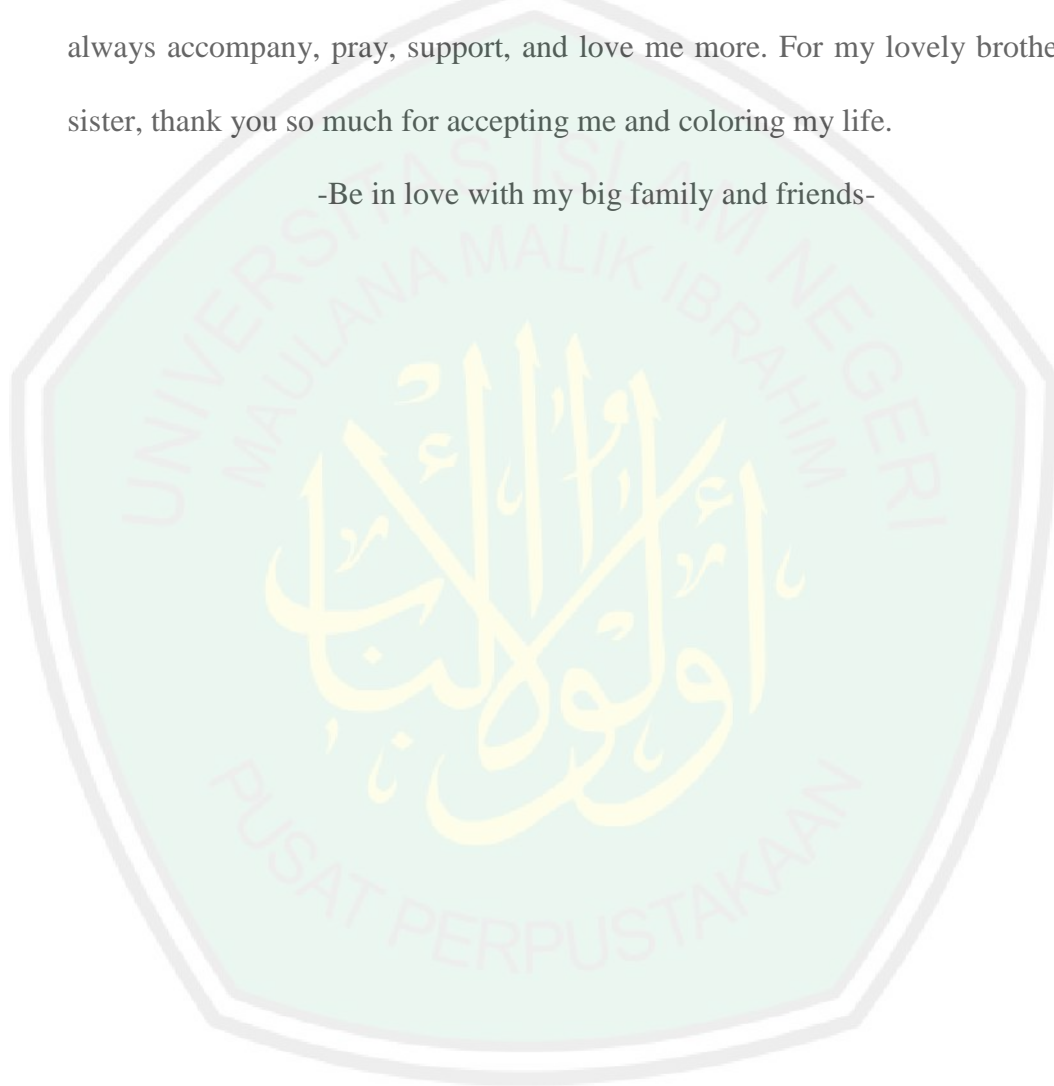 always accompany, pray, support, and love me more. For my lovely brothe
sister, thank you so much for accepting me and coloring my life.
-Be in love with my big family and friends-
UNIVERSITAS ISLAM NEGERI
MAULANA MALIK IBRAHIM
أولوا الألباب
PUSAT PERPUSTAKAAN